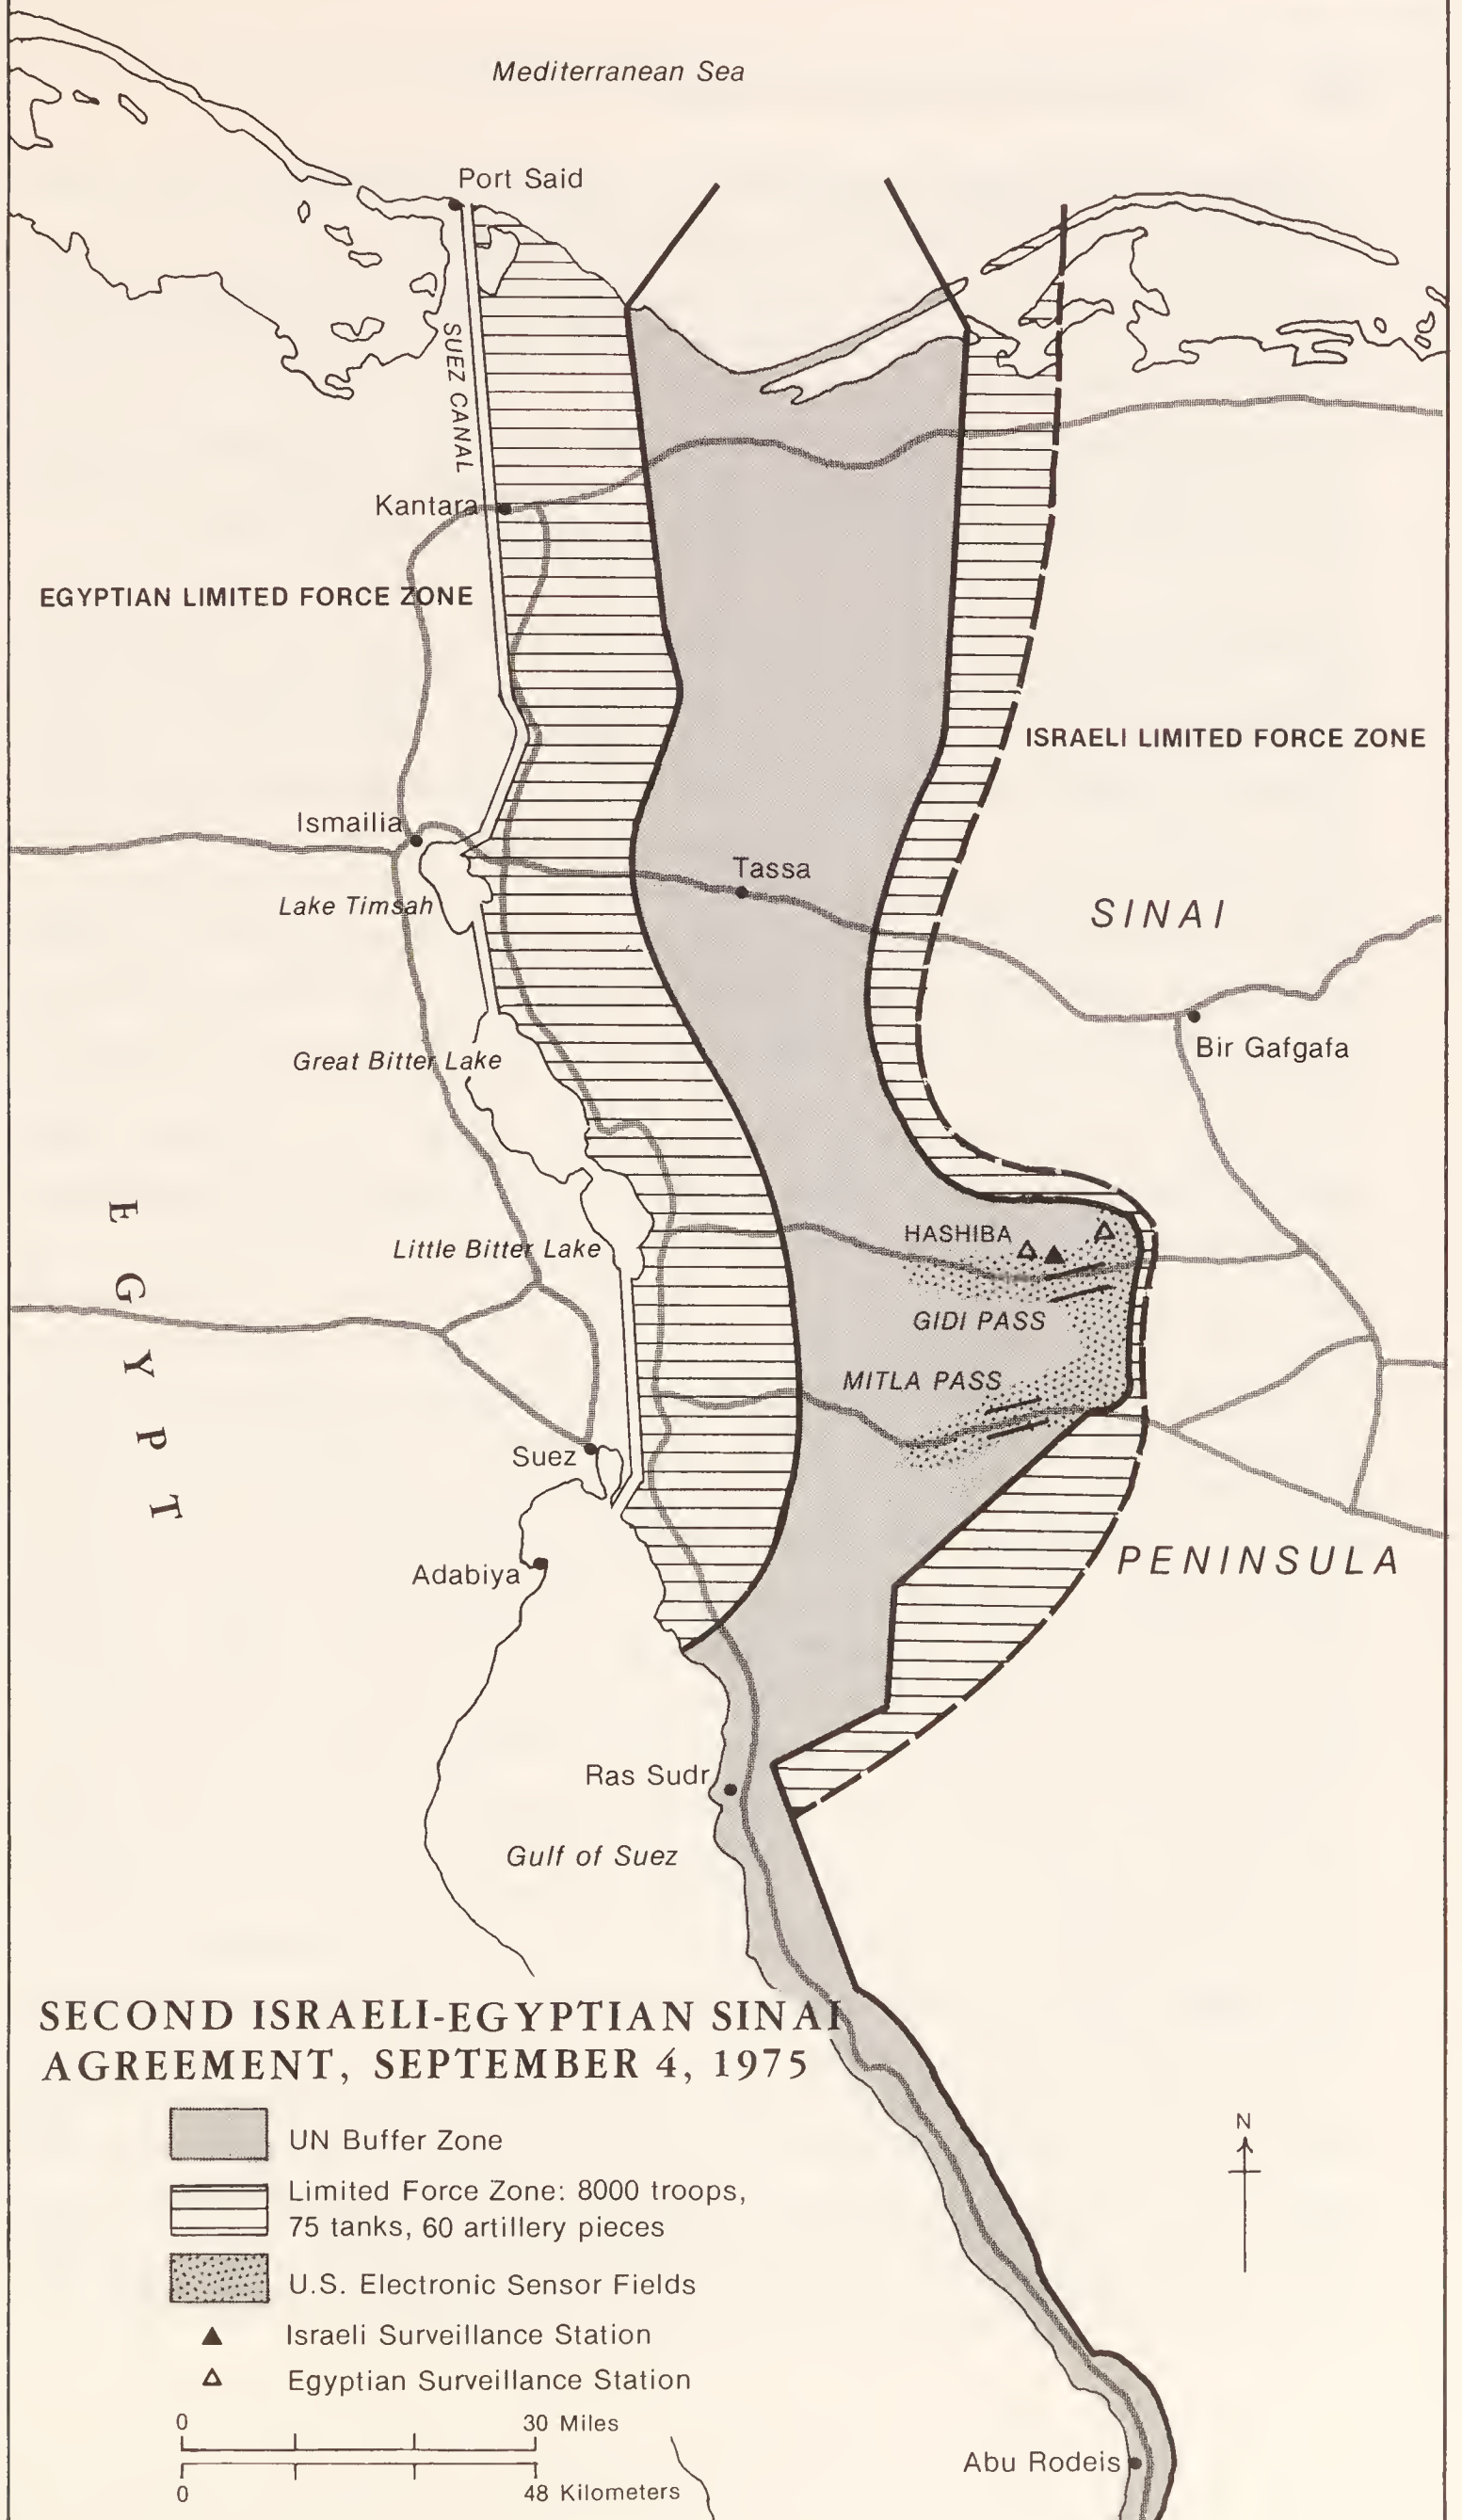 Mediterranean Sea
Port Said
SUEZ CANAL
Kantara
EGYPTIAN LIMITED FORCE ZONE
ISRAELI LIMITED FORCE ZONE
Ismailia
Tassa
Lake Timsah
SINAI
Bir Gafgafa
Great Bitter Lake
EGYPT
HASHIBA
Little Bitter Lake
GIDI PASS
MITLA PASS
Suez
PENINSULA
Adabiya
Ras Sudr
Gulf of Suez
SECOND ISRAELI-EGYPTIAN SINAI
AGREEMENT, SEPTEMBER 4, 1975
UN Buffer Zone
Limited Force Zone: 8000 troops,
75 tanks, 60 artillery pieces
U.S. Electronic Sensor Fields
Israeli Surveillance Station
Egyptian Surveillance Station
0 30 Miles
0 48 Kilometers
N
Abu Rodeis